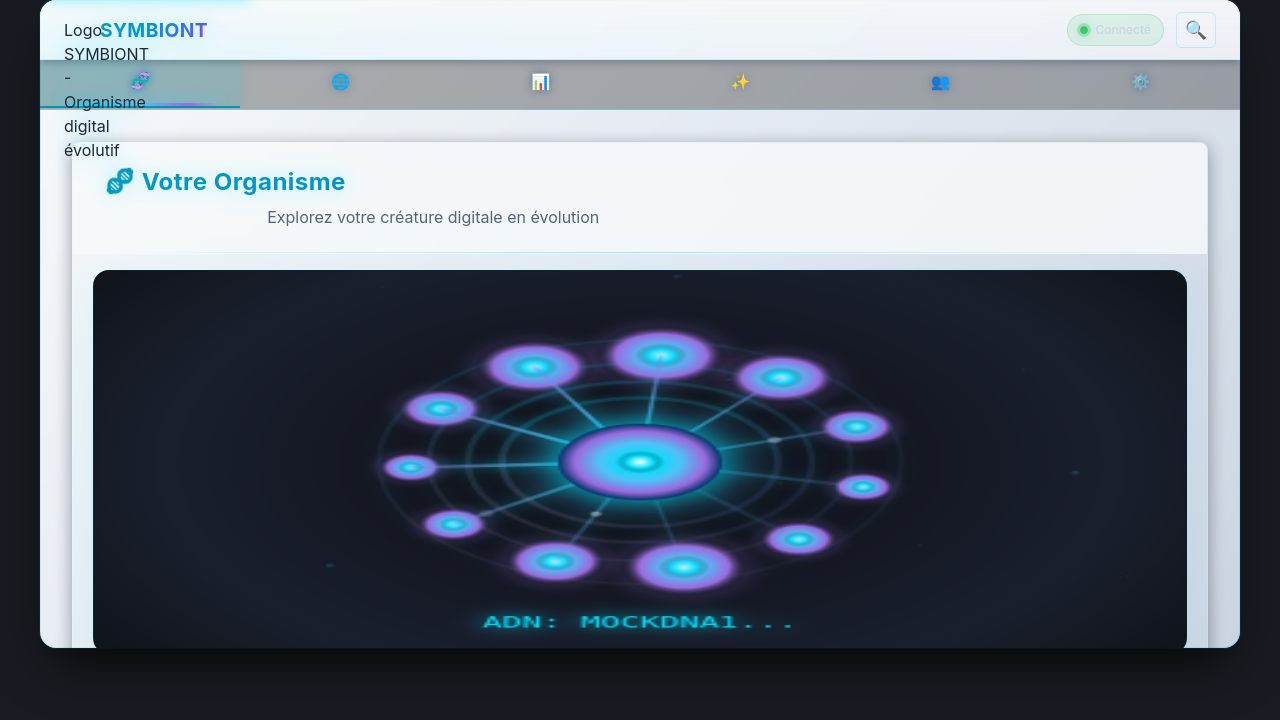 Logo
SYMBIONT
-
Organisme
digital
évolutif
SYMBIONT
Connecté
Votre Organisme
Explorez votre créature digitale en évolution
ADN: MOCKDNA1...